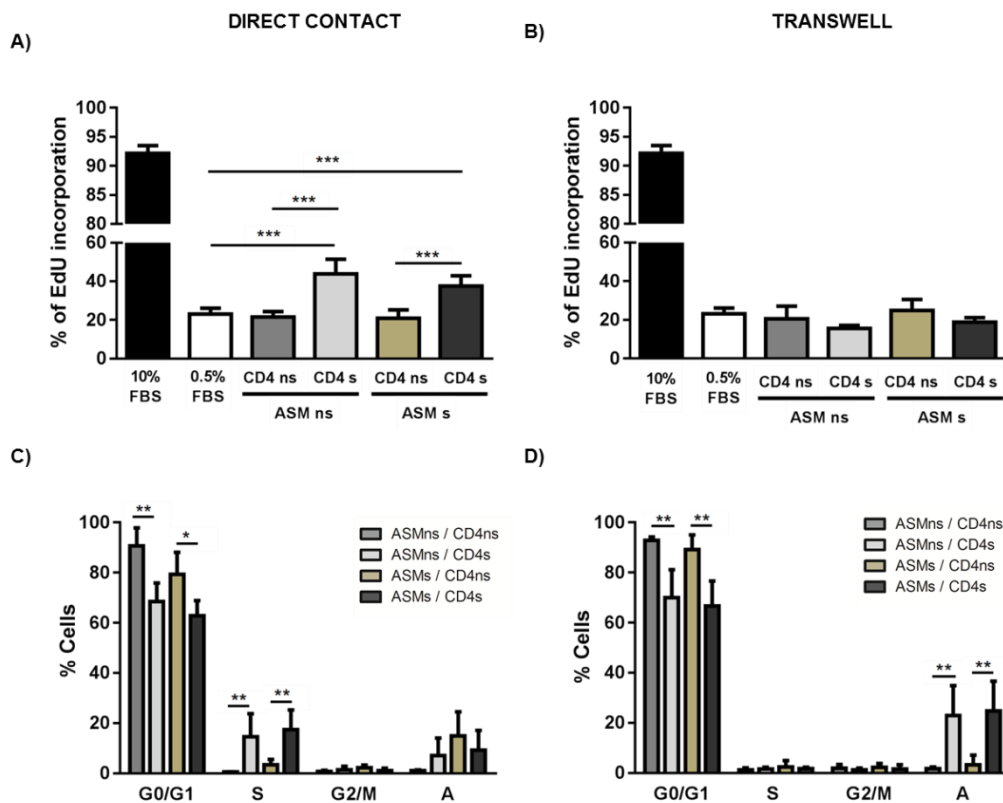 DIRECT CONTACT
TRANSWELL
A)
% of EdU incorporation
100
95
90
85
80
60
40
20
0
***
***
***
***
10% FBS
0.5% FBS
CD4 ns
CD4 s
CD4 ns
CD4 s
ASM ns
ASM s
B)
% of EdU incorporation
100
95
90
85
80
60
40
20
0
10% FBS
0.5% FBS
CD4 ns
CD4 s
CD4 ns
CD4 s
ASM ns
ASM s
C)
% Cells
100
80
60
40
20
0
**
*
**
**
ASMns / CD4ns
ASMns / CD4s
ASMs / CD4ns
ASMs / CD4s
G0/G1
S
G2/M
A
D)
% Cells
100
80
60
40
20
0
**
**
**
**
ASMns / CD4ns
ASMns / CD4s
ASMs / CD4ns
ASMs / CD4s
G0/G1
S
G2/M
A